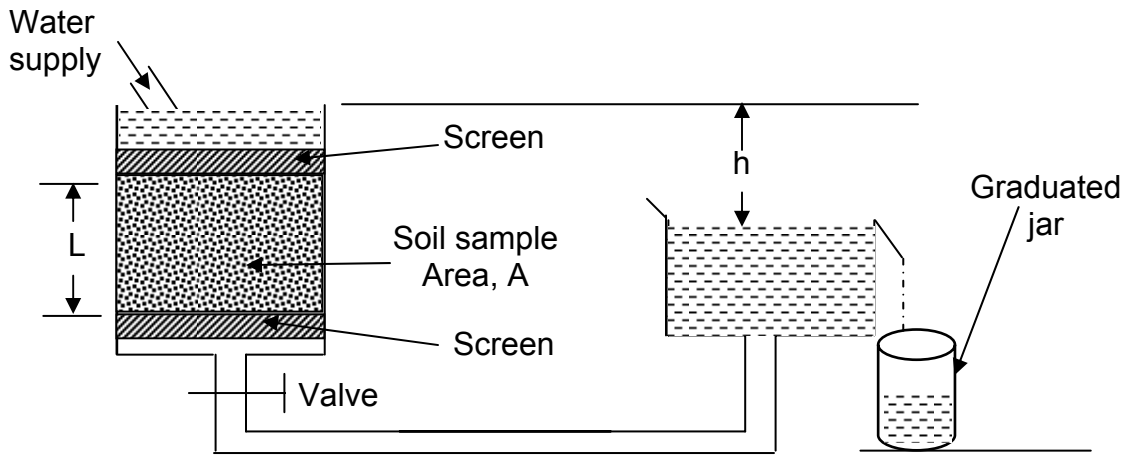 Water
supply
Screen
h
Graduated
jar
L
Soil sample
Area, A
Screen
Valve